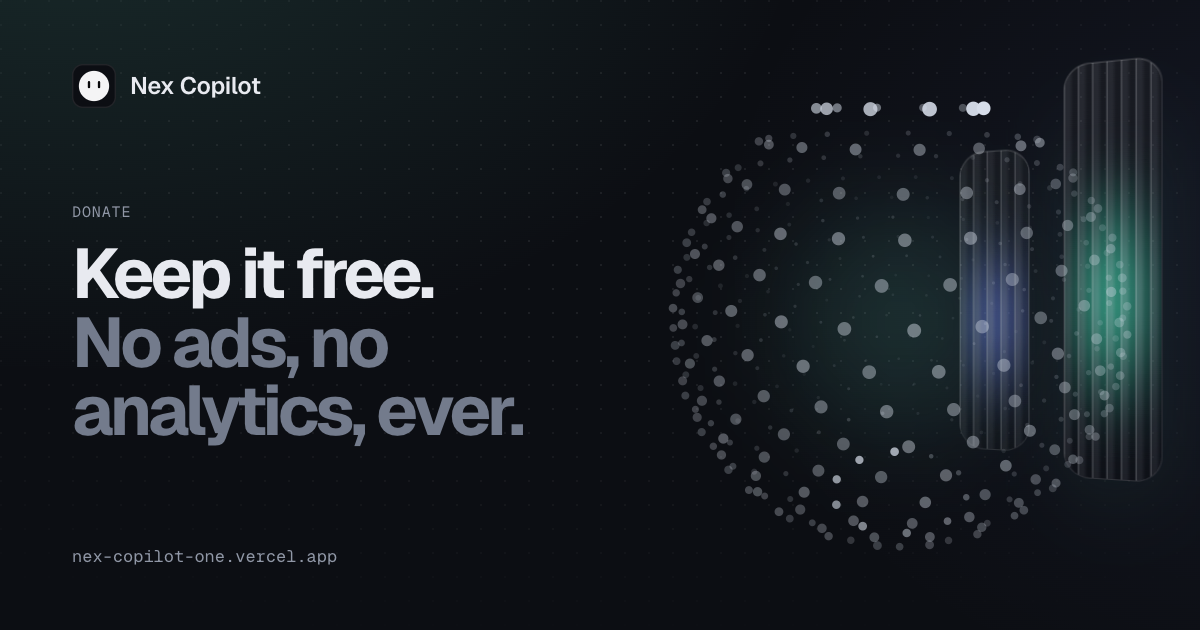 Nex Copilot
DONATE
Keep it free.
No ads, no
analytics, ever.
nex-copilot-one.vercel.app